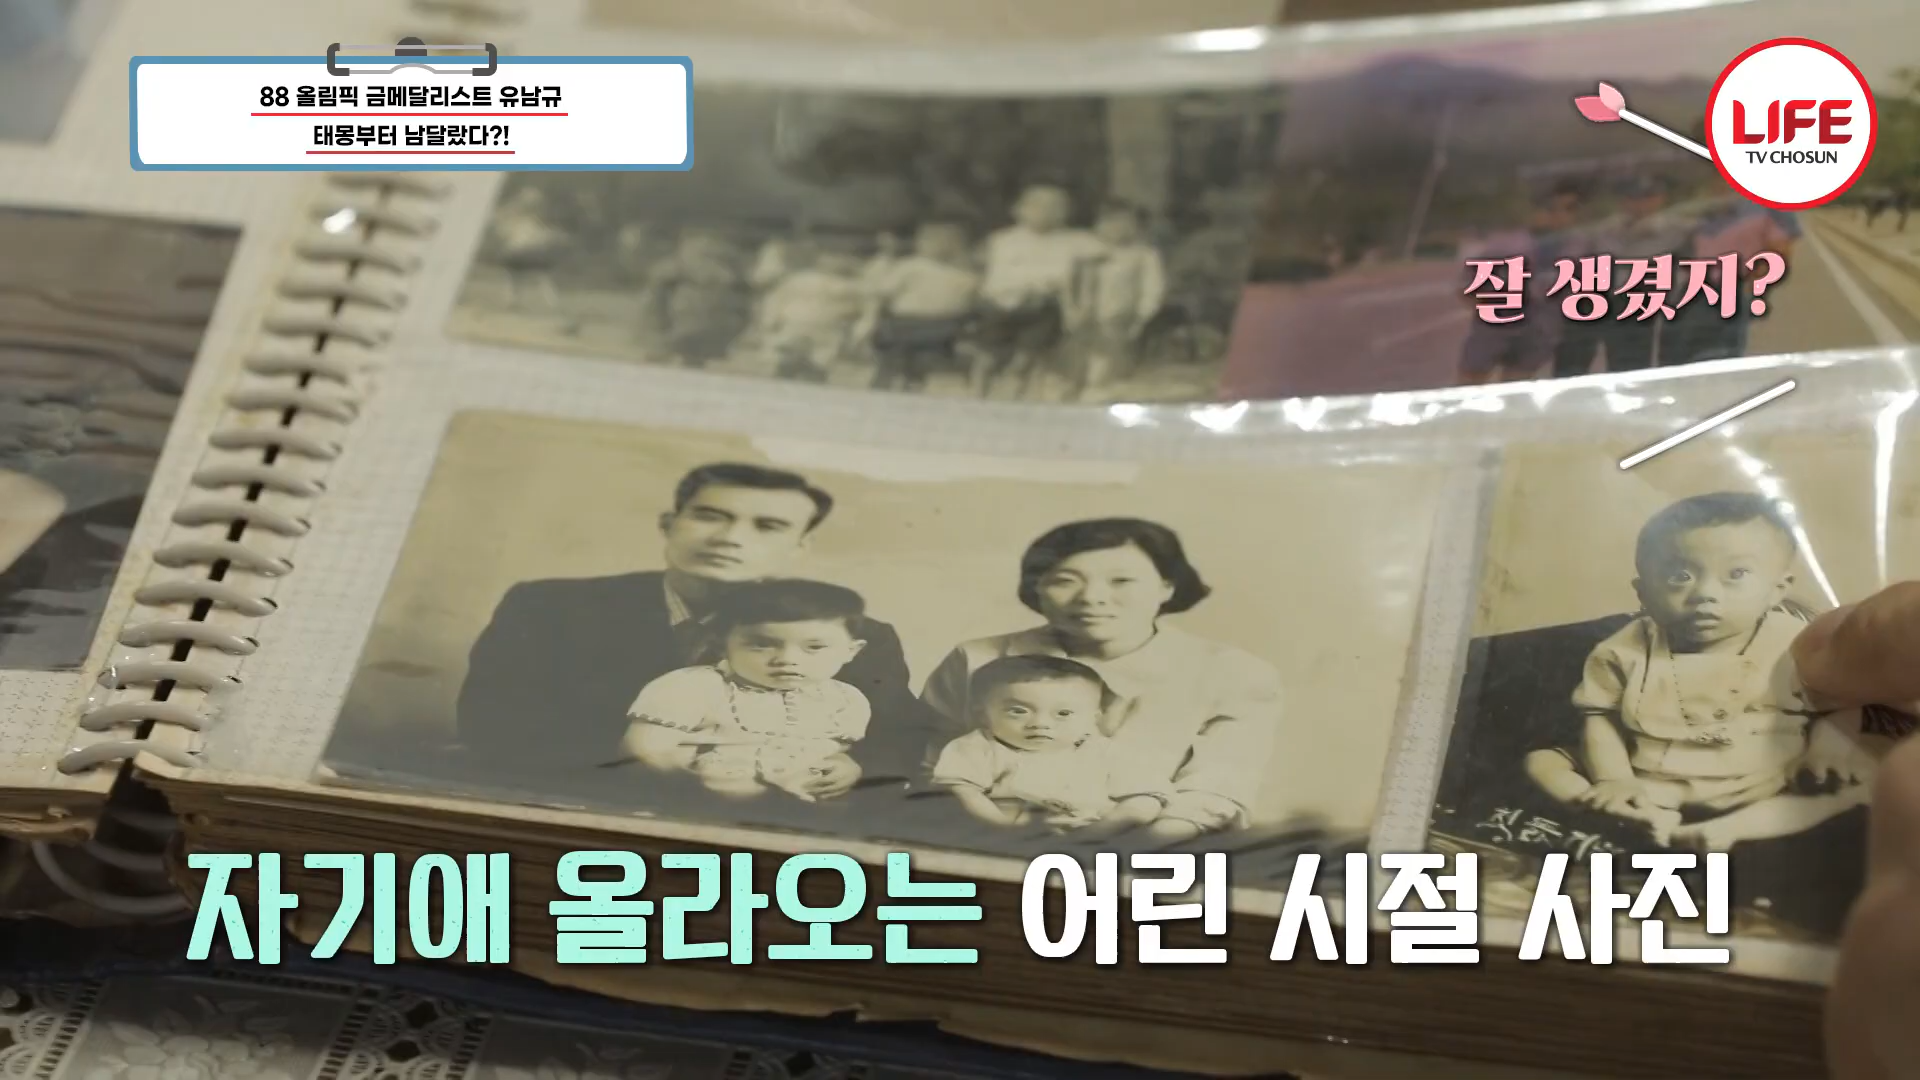 88 올림픽 금메달리스트 유남규
태몽부터 남달랐다?!
LIFE
TV CHOSUN
잘 생겼지?
자기애 올라오는 어린 시절 사진